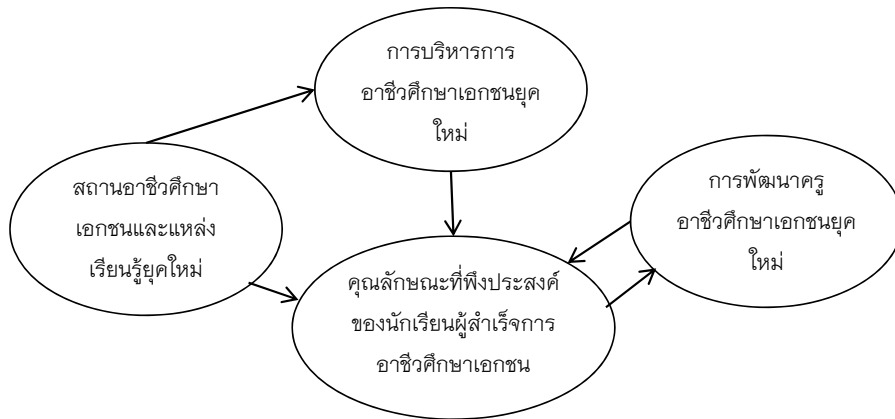 การบริหารการ
อาชีวศึกษาเอกชนยุค
ใหม่
สถานอาชีวศึกษา
เอกชนและแหล่ง
เรียนรู้ยุคใหม่
การพัฒนาครู
อาชีวศึกษาเอกชนยุค
ใหม่
คุณลักษณะที่พึงประสงค์
ของนักเรียนผู้สำเร็จการ
อาชีวศึกษาเอกชน